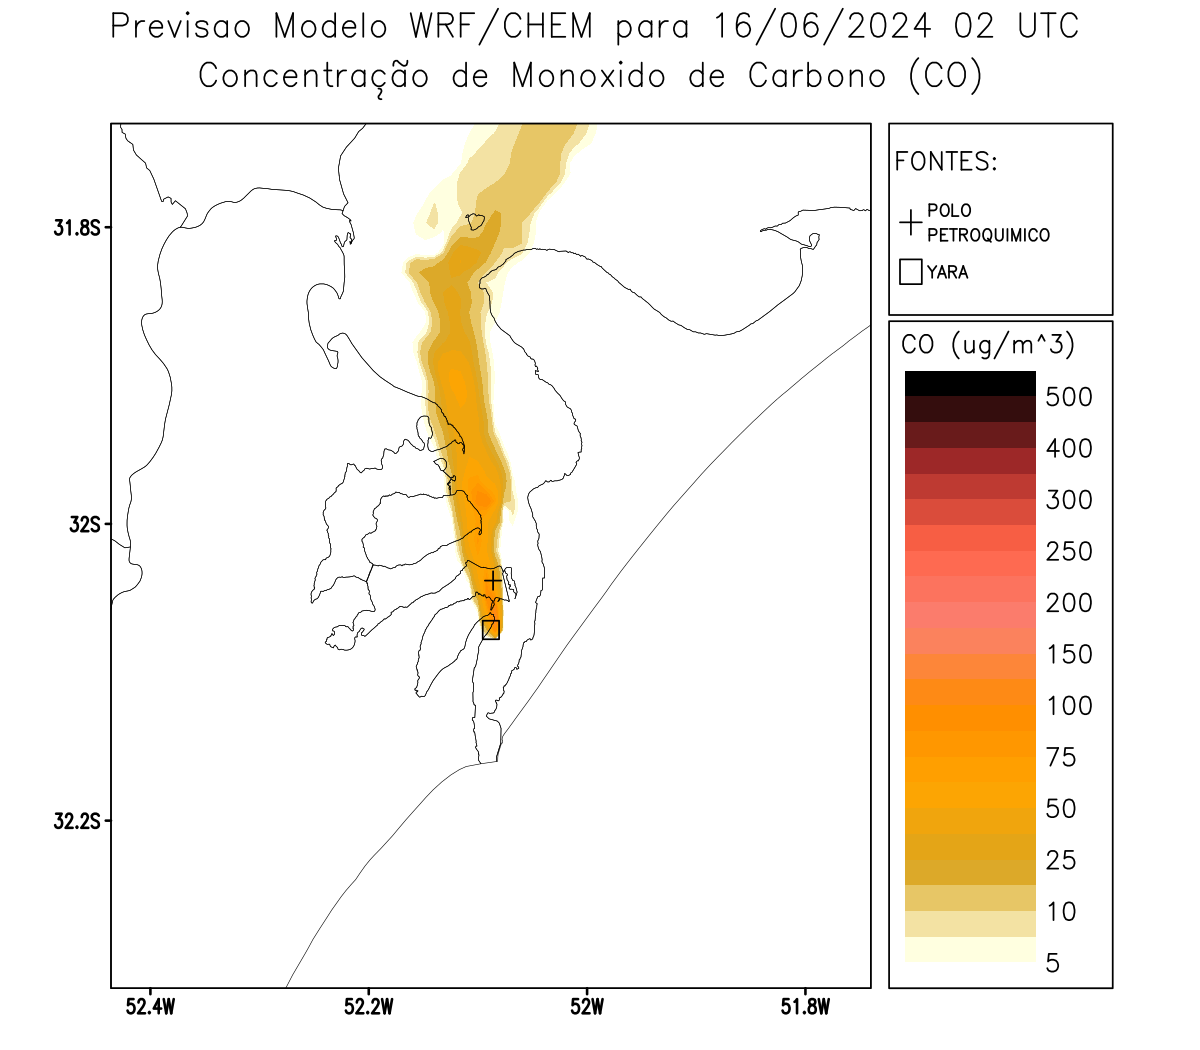 Previsao Modelo WRF/CHEM para 16/06/2024 02 UTC
Concentração de Monoxido de Carbono (CO)
FONTES:
POLO
PETROQUIMICO
YARA
CO (ug/m^3)
500
400
300
250
200
150
100
75
50
25
10
5
31.8S
32S
32.2S
52.4W
52.2W
52W
51.8W